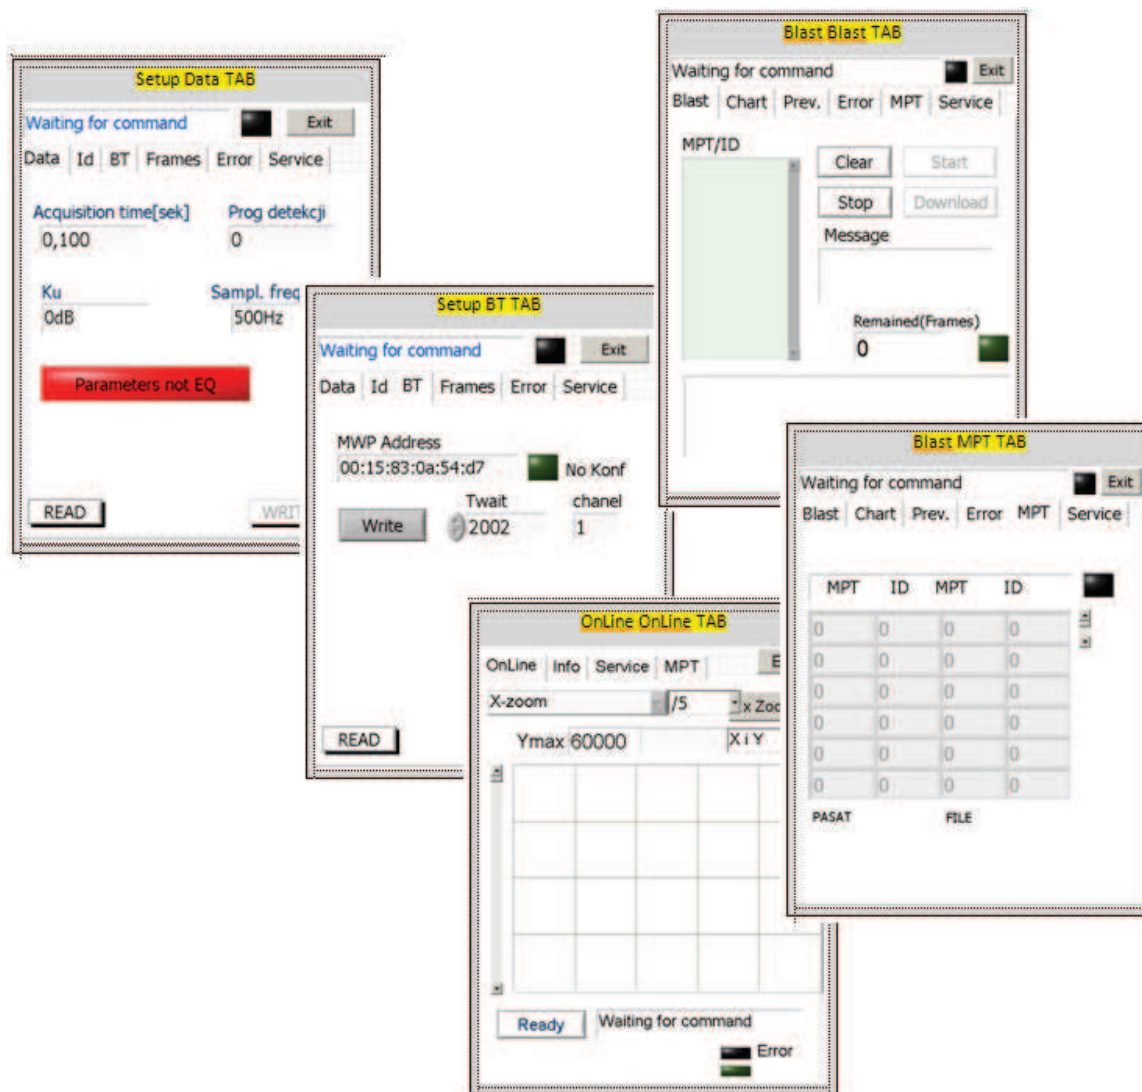 Setup Data TAB
Waiting for command Exit
Data Id BT Frames Error Service
Acquisition time[sek] Prog detekcji
0,100 0
Ku Sampl. freq
0dB 500Hz
Parameters not EQ
READ WRIT
Setup BT TAB
Waiting for command Exit
Data Id BT Frames Error Service
MWP Address
00:15:83:0a:54:d7 No Konf
Twait chanel
Write 2002 1
READ
OnLine OnLine TAB
OnLine Info Service MPT E
X-zoom /5 x Zoo
Ymax 60000 X i Y
Ready Waiting for command
Error
Blast Blast TAB
Waiting for command Exit
Blast Chart Prev. Error MPT Service
MPT/ID
Clear Start
Stop Download
Message
Remained(Frames)
0
Blast MPT TAB
Waiting for command Exit
Blast Chart Prev. Error MPT Service
MPT ID MPT ID
0 0 0 0
0 0 0 0
0 0 0 0
0 0 0 0
0 0 0 0
0 0 0 0
PASAT FILE